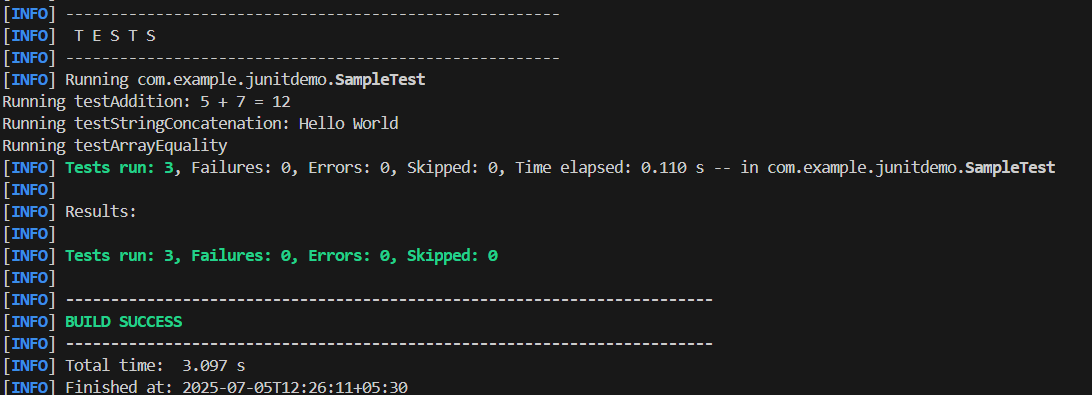 [INFO] -------------------------------------------------------
[INFO]  T E S T S
[INFO] -------------------------------------------------------
[INFO] Running com.example.junitdemo.SampleTest
Running testAddition: 5 + 7 = 12
Running testStringConcatenation: Hello World
Running testArrayEquality
[INFO] Tests run: 3, Failures: 0, Errors: 0, Skipped: 0, Time elapsed: 0.110 s -- in com.example.junitdemo.SampleTest
[INFO]
[INFO] Results:
[INFO]
[INFO] Tests run: 3, Failures: 0, Errors: 0, Skipped: 0
[INFO]
[INFO] ------------------------------------------------------------------------
[INFO] BUILD SUCCESS
[INFO] ------------------------------------------------------------------------
[INFO] Total time:  3.097 s
[INFO] Finished at: 2025-07-05T12:26:11+05:30